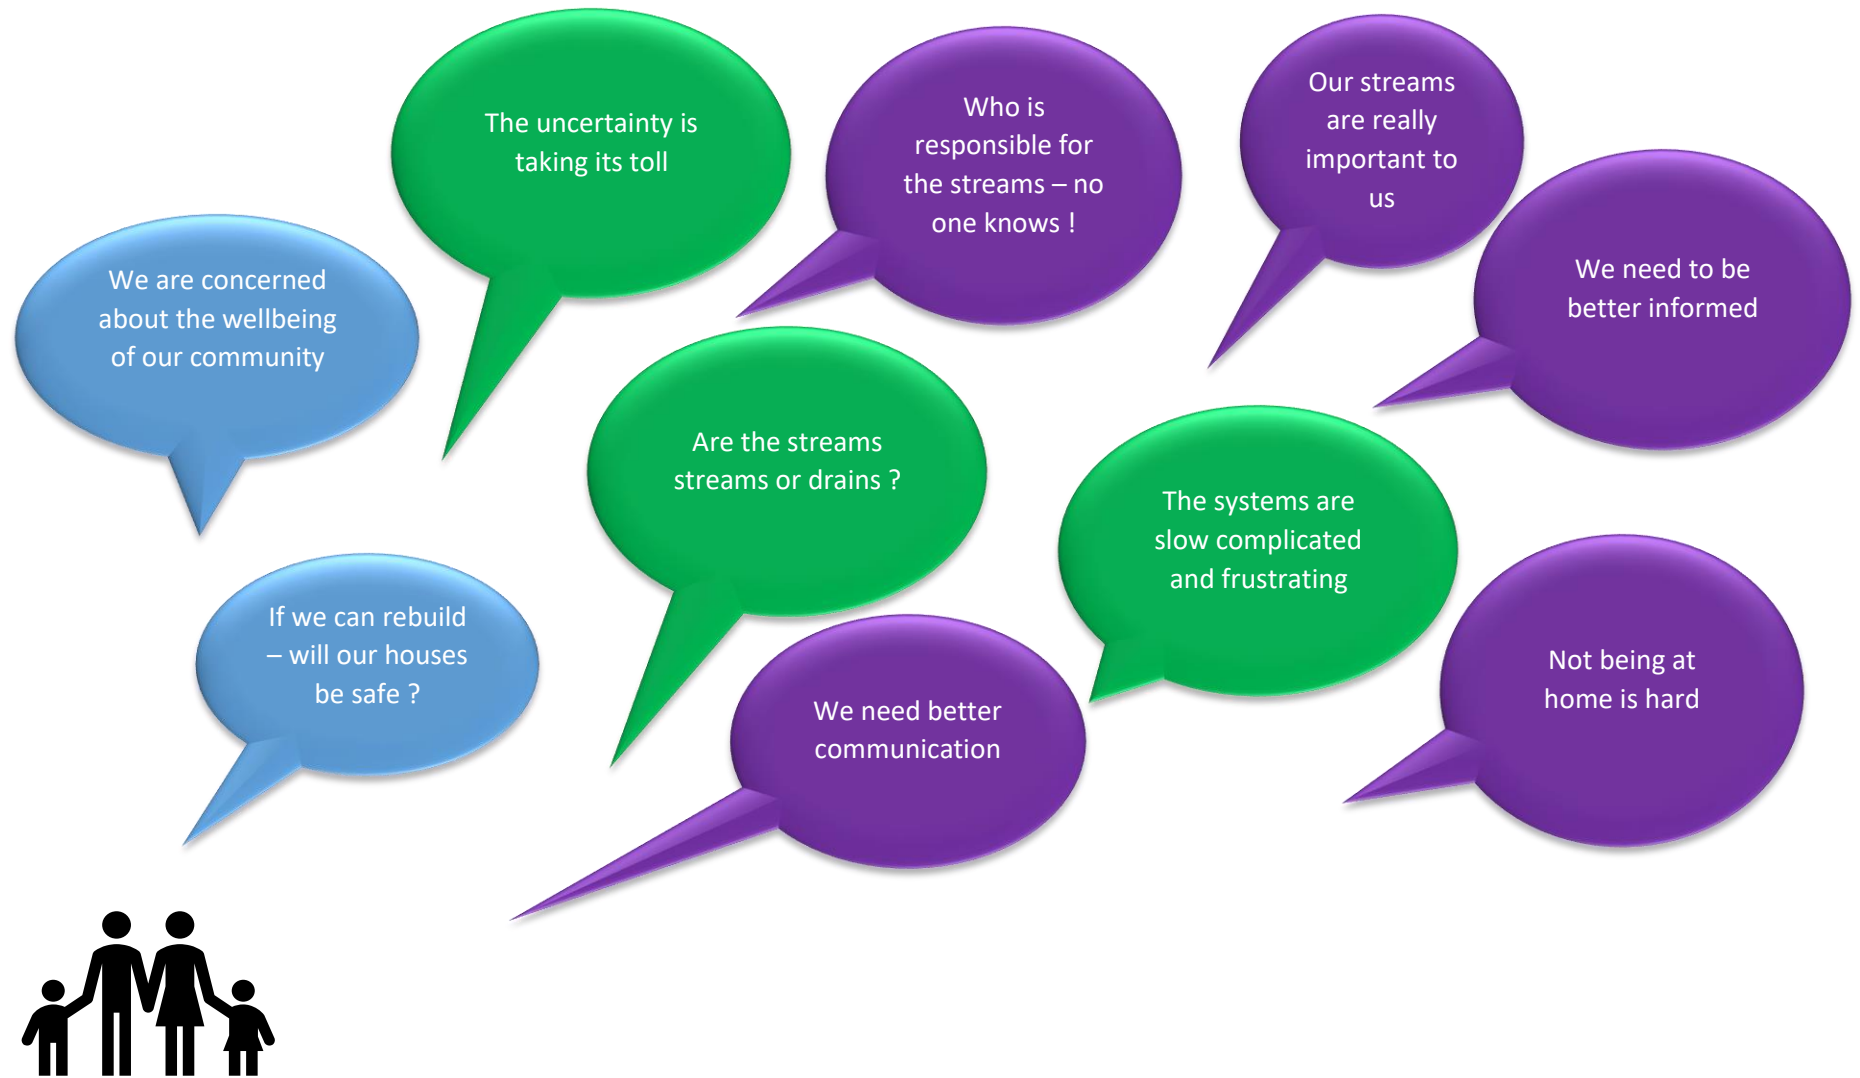 The uncertainty is
taking its toll
Who is
responsible for
the streams – no
one knows !
Our streams
are really
important to
us
We need to be
better informed
We are concerned
about the wellbeing
of our community
Are the streams
streams or drains ?
The systems are
slow complicated
and frustrating
If we can rebuild
– will our houses
be safe ?
We need better
communication
Not being at
home is hard